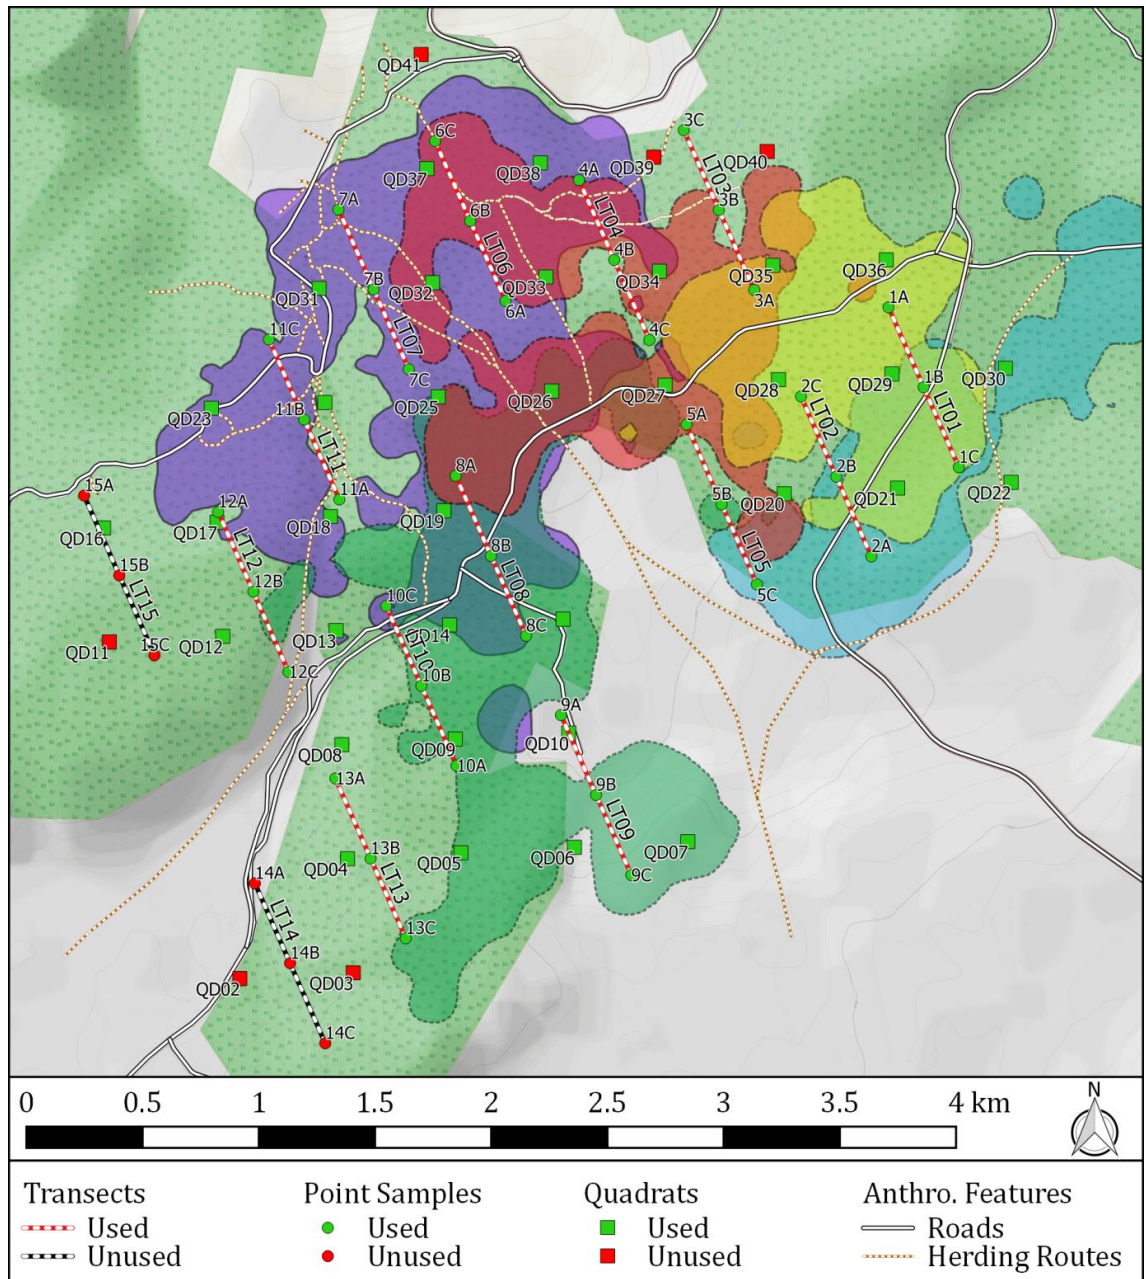 QD41
6C
3C
QD37
QD38
4A
QD39
LT03
QD40
7A
6B
LT04
3B
LT06
4B
QD31
7B
QD32
QD33
6A
QD34
QD35
3A
QD36
1A
11C
LT07
4C
7C
QD23
11B
QD25
QD26
QD27
QD28
2C
QD29
1B
QD30
LT11
5A
LT02
LT01
15A
11A
8A
2B
1C
QD16
QD17
12A
QD18
QD19
5B
QD20
QD21
QD22
15B
LT12
12B
8B
LT08
LT05
5C
2A
LT15
10C
QD11
15C
QD12
QD13
QD14
8C
LT10
12C
10B
9A
QD08
QD09
10A
QD10
13A
9B
LT09
QD04
13B
QD05
QD06
QD07
14A
LT13
9C
LT14
13C
14B
QD02
QD03
14C
0 0.5 1 1.5 2 2.5 3 3.5 4 km
N
Transects Point Samples Quadrats Anthro. Features
Used Used Used Roads
Unused Unused Unused Herding Routes